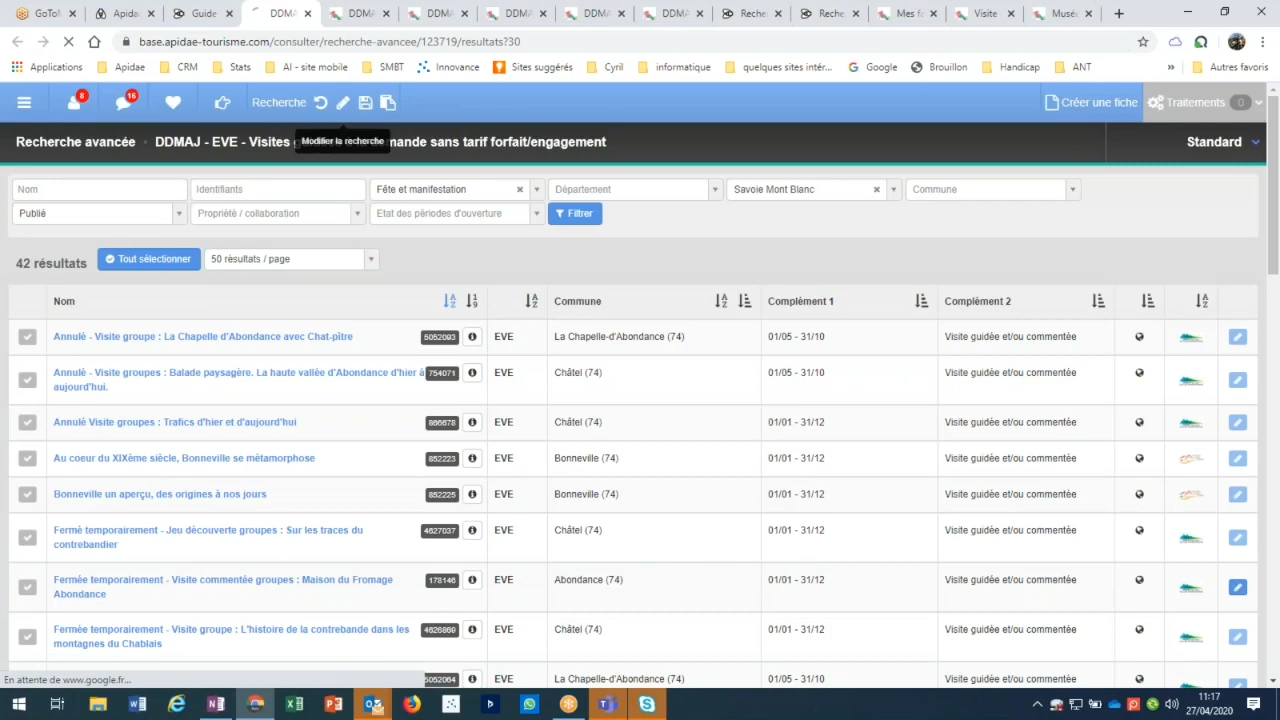 GoToM
Apidae
Guide
DDMA
DDMA
DDMA
DDMA
DDMA
DDMA
Reche
Reche
Mes fa
Visite
Musée
base.apidae-tourisme.com/consulter/recherche-avancee/123719/resultats?30
Applications
Apidae
CRM
Stats
AI - site mobile
SMBT
Innovance
Sites suggérés
Cyril
informatique
quelques sites intér...
Google
Brouillon
Handicap
ANT
»
Autres favoris
8
16
Recherche
Créer une fiche
Traitements
0
Recherche avancée
DDMAJ - EVE - Visites
Modifier la recherche
mande sans tarif forfait/engagement
Standard
Nom
Identifiants
Fête et manifestation
Département
Savoie Mont Blanc
Commune
Publié
Propriété / collaboration
Etat des périodes d'ouverture
Filtrer
42 résultats
Tout sélectionner
50 résultats / page
Nom
Commune
Complément 1
Complément 2
Annulé - Visite groupe : La Chapelle d'Abondance avec Chat-pître
5052093
EVE
La Chapelle-d'Abondance (74)
01/05 - 31/10
Visite guidée et/ou commentée
Annulé - Visite groupes : Balade paysagère. La haute vallée d'Abondance d'hier à
aujourd'hui.
754071
EVE
Châtel (74)
01/05 - 31/10
Visite guidée et/ou commentée
Annulé Visite groupes : Trafics d'hier et d'aujourd'hui
866678
EVE
Châtel (74)
01/01 - 31/12
Visite guidée et/ou commentée
Au coeur du XIXème siècle, Bonneville se métamorphose
852223
EVE
Bonneville (74)
01/01 - 31/12
Visite guidée et/ou commentée
Bonneville un aperçu, des origines à nos jours
852225
EVE
Bonneville (74)
01/01 - 31/12
Visite guidée et/ou commentée
Fermé temporairement - Jeu découverte groupes : Sur les traces du
contrebandier
4627037
EVE
Châtel (74)
01/01 - 31/12
Visite guidée et/ou commentée
Fermée temporairement - Visite commentée groupes : Maison du Fromage
Abondance
178146
EVE
Abondance (74)
01/01 - 31/12
Visite guidée et/ou commentée
Fermée temporairement - Visite groupe : L'histoire de la contrebande dans les
montagnes du Chablais
4626869
EVE
Châtel (74)
01/01 - 31/12
Visite guidée et/ou commentée
5052064
EVE
La Chapelle-d'Abondance (74)
01/05 - 31/10
Visite guidée et/ou commentée
En attente de www.google.fr...
11:17
27/04/2020